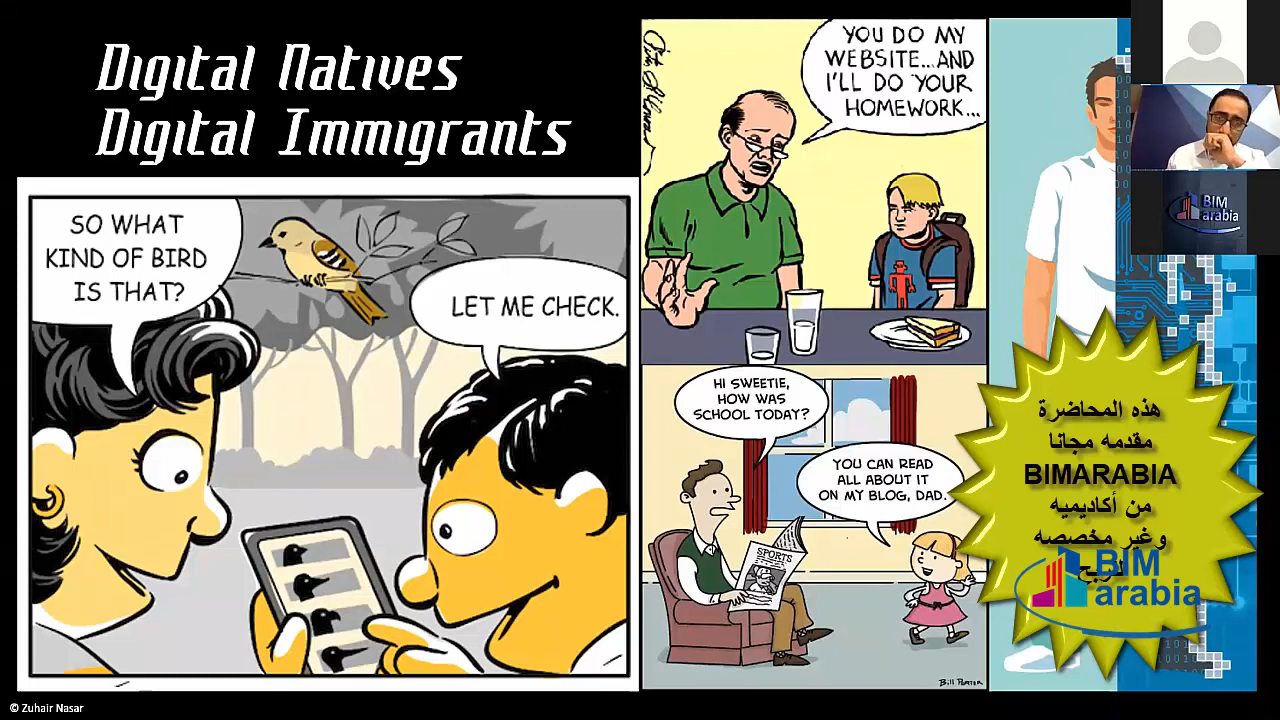 Digital Natives
Digital Immigrants
SO WHAT
KIND OF BIRD
IS THAT?
LET ME CHECK.
YOU DO MY
WEBSITE...AND
I'LL DO YOUR
HOMEWORK...
HI SWEETIE,
HOW WAS
SCHOOL TODAY?
YOU CAN READ
ALL ABOUT IT
ON MY BLOG, DAD.
SPORTS
Bill Porter
BIM
arabia
هذه المحاضرة
مقدمه مجانا
BIMARABIA
من أكاديميه
وغير مخصصه
BIM
arabia
© Zuhair Nasar